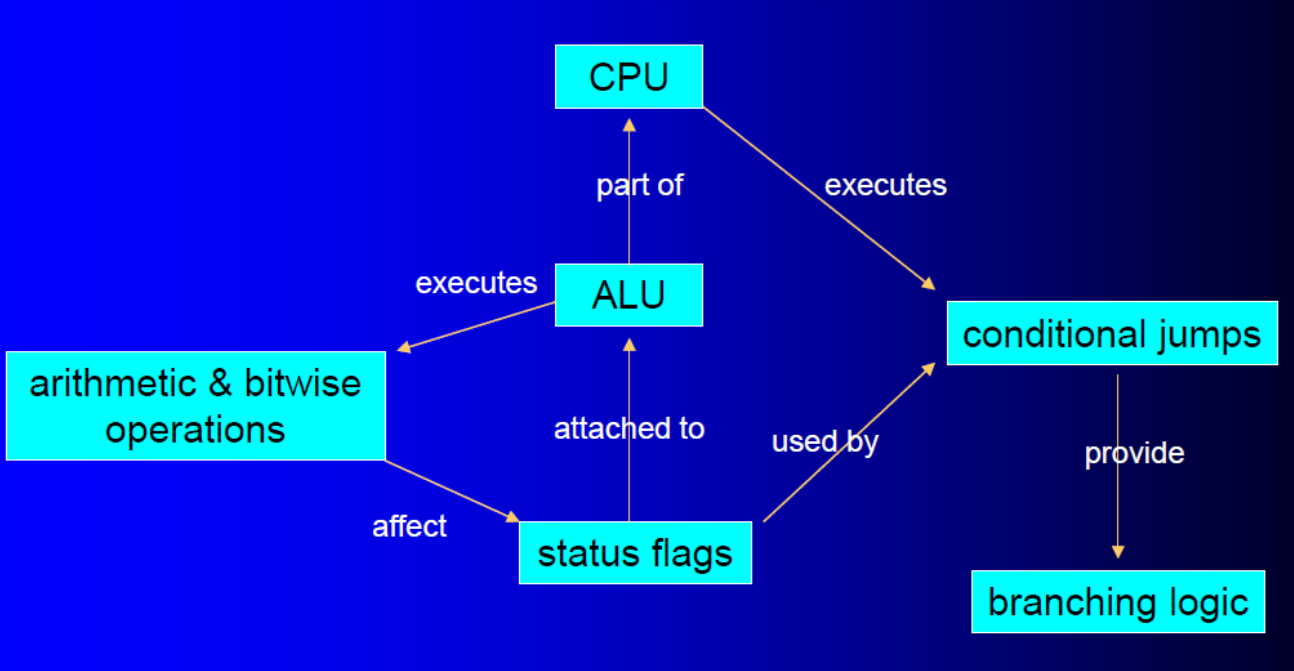 CPU
part of
executes
executes
ALU
conditional jumps
arithmetic & bitwise
operations
attached to
used by
provide
affect
status flags
branching logic